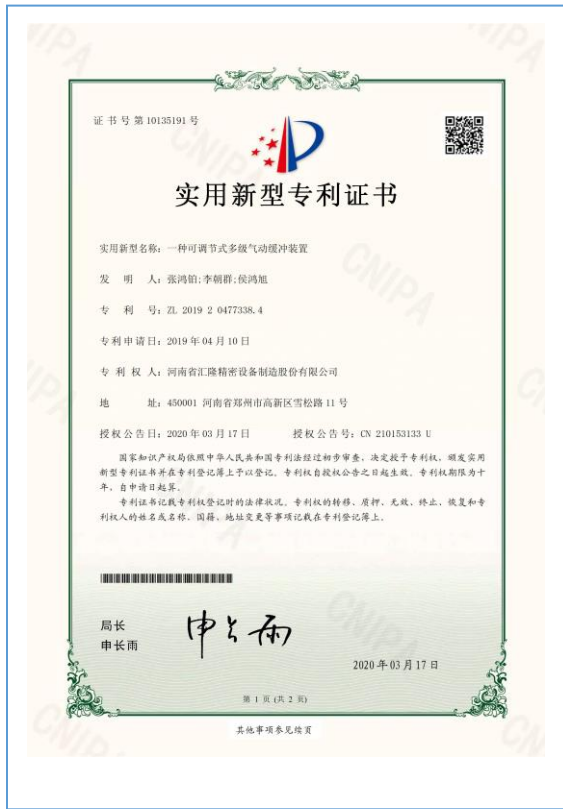 证书号第10135191号
实用新型专利证书
实用新型名称：一种可调节式多级气动缓冲装置
发 明 人：张鸿铂;李朝群;侯鸿旭
专 利 号：ZL 2019 2 0477338.4
专利申请日：2019年04月10日
专 利 权 人：河南省汇隆精密设备制造股份有限公司
地 址：450001 河南省郑州市高新区雪松路11号
授权公告日：2020年03月17日 授权公告号：CN 210153133 U
国家知识产权局依照中华人民共和国专利法经过初步审查，决定授予专利权，颁发实用
新型专利证书并在专利登记簿上予以登记。专利权自授权公告之日起生效。专利权期限为十
年，自申请日起算。
专利证书记载专利权登记时的法律状况。专利权的转移、质押、无效、终止、恢复和专
利权人的姓名或名称、国籍、地址变更等事项记载在专利登记簿上。
局长
申长雨
申长雨
2020年03月17日
第 1 页 (共 2 页)
其他事项参见续页
CNIPA